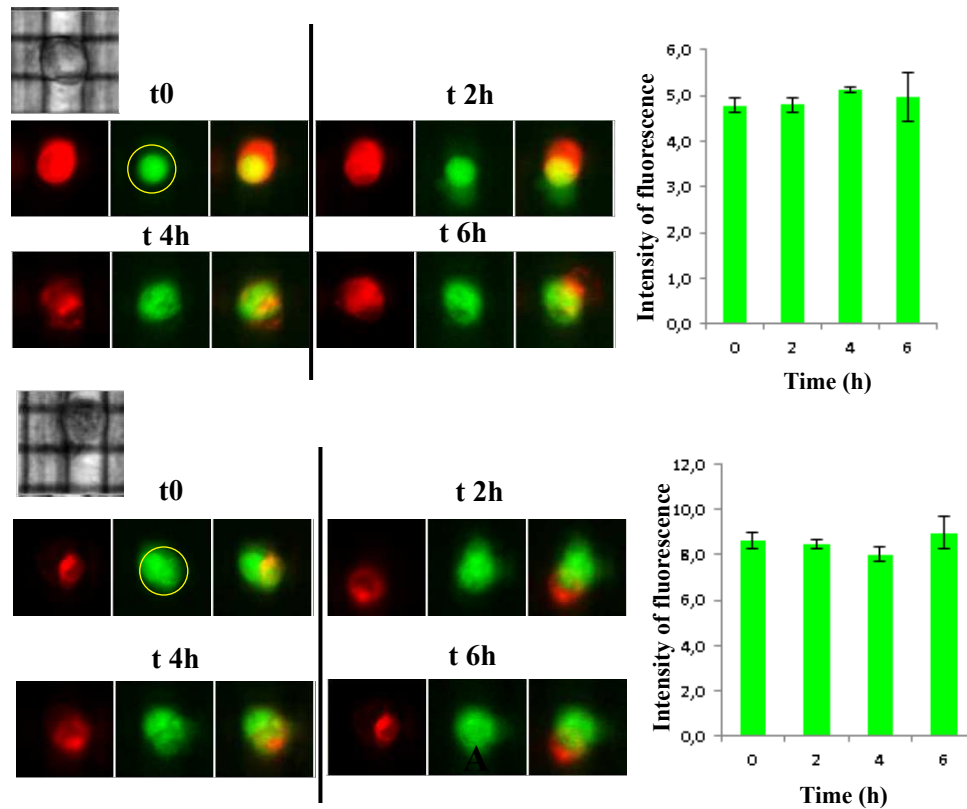 t0
t 2h
t 4h
t 6h
Intensity of fluorescence
6,0
5,0
4,0
3,0
2,0
1,0
0,0
0 2 4 6
Time (h)
t0
t 2h
t 4h
t 6h
A
Intensity of fluorescence
12,0
10,0
8,0
6,0
4,0
2,0
0,0
0 2 4 6
Time (h)